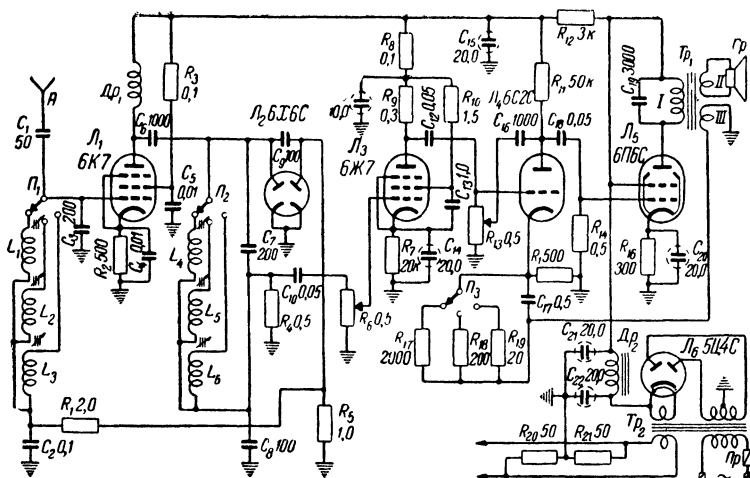 А
C₁
50
П₁
L₁
L₂
L₃
C₃ 200
R₁ 2,0
C₂ 0,1
Др₁
R₃
0,1
C₆ 1000
Л₁
6К7
R₂ 500
C₄ 0,01
C₅
0,01
П₂
L₄
L₅
L₆
Л₂ 6Х6С
C₉ 100
C₇
200
C₁₀ 0,05
R₄ 0,5
R₆ 0,5
C₈ 100
R₅
1,0
R₈
0,1
10,0
R₉
0,3
R₁₀
1,5
C₁₂ 0,05
Л₃
6Ж7
C₁₃ 1,0
R₇
20к
C₁₄
20,0
C₁₅
20,0
R₁₂ 3к
R₁₁ 50к
Л₄ 6С2С
C₁₆ 1000
C₁₈ 0,05
R₁₃ 0,5
R₁ 500
П₃
C₁₇ 0,5
R₁₇
2000
R₁₈
200
R₁₉
20
R₁₄
0,5
C₁₉ 3000
Тр₁
I
II
III
Гр
Л₅
6П6С
R₁₆
300
C₂₀
20,0
C₂₁ 20,0
C₂₂ 20,0
Др₂
Л₆ 5Ц4С
Тр₂
R₂₀ 50
R₂₁ 50
Пр